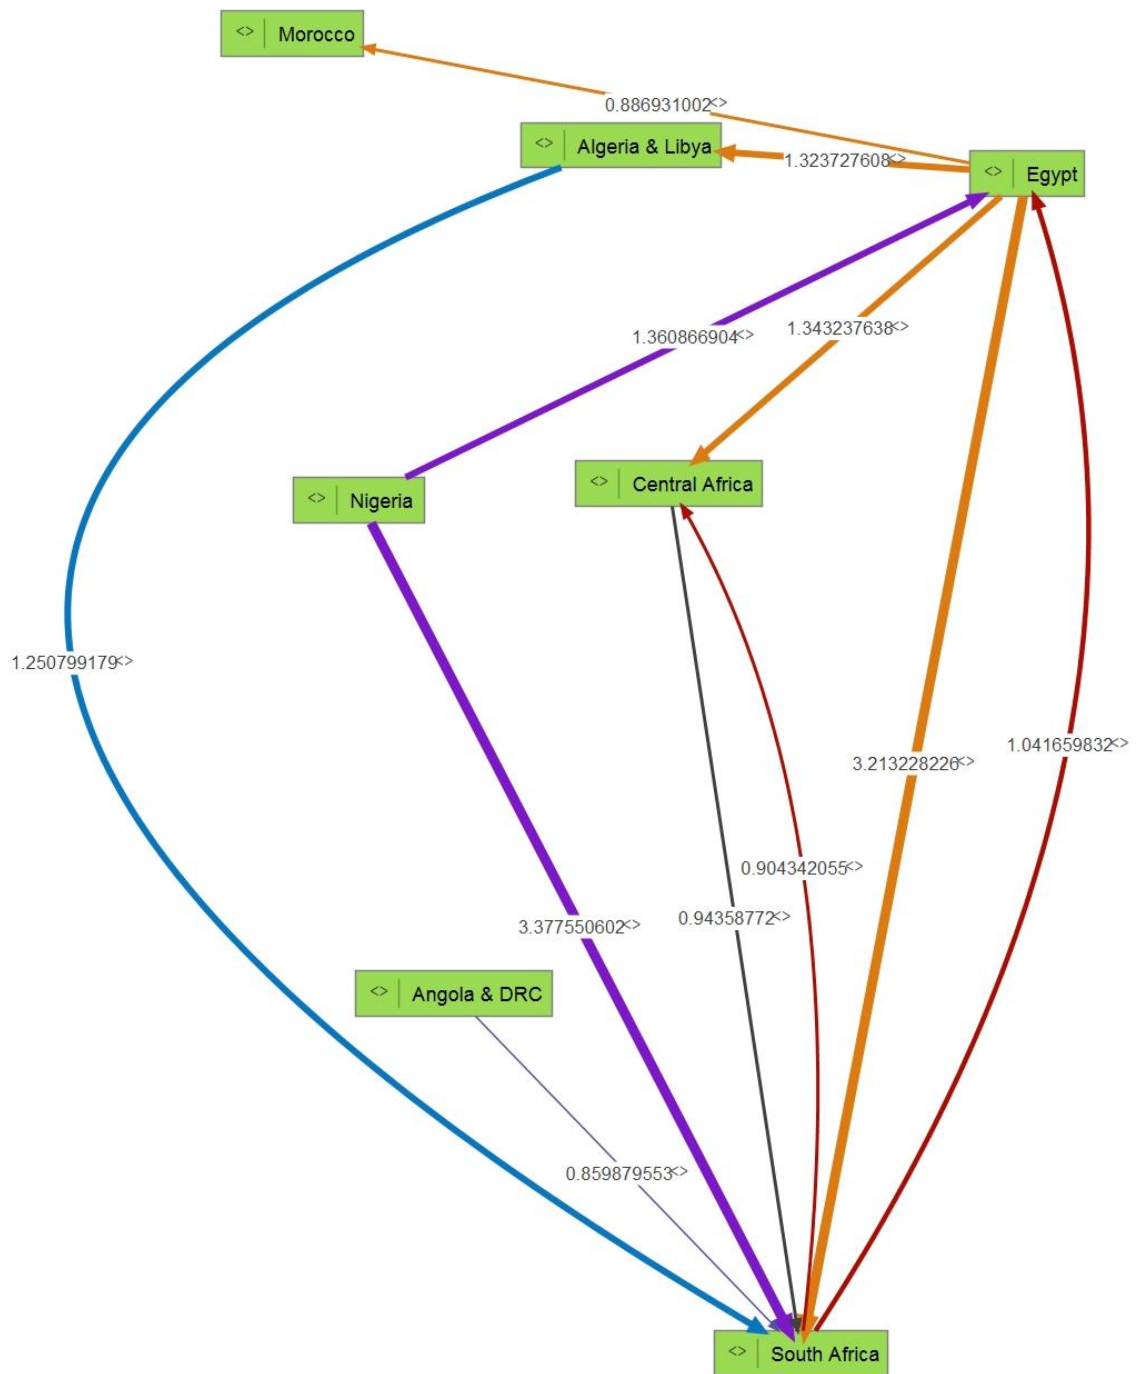 <> Morocco
0.886931002<>
<> Algeria & Libya
1.323727608<>
<> Egypt
1.360866904<>
1.343237638<>
<> Nigeria
<> Central Africa
1.250799179<>
1.041659832<>
3.213228226<>
0.904342055<>
0.94358772<>
3.377550602<>
<> Angola & DRC
0.859879553<>
<> South Africa